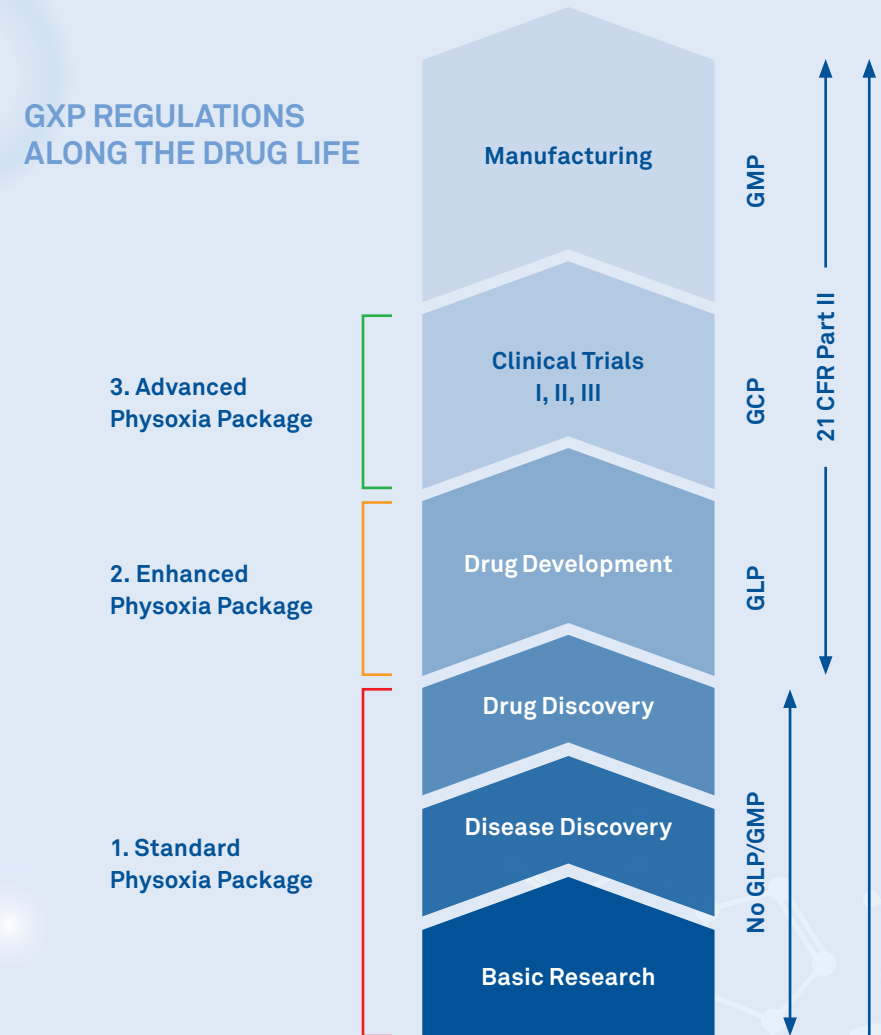 GXP REGULATIONS
ALONG THE DRUG LIFE
Manufacturing
GMP
3. Advanced
Physoxia Package
Clinical Trials
I, II, III
GCP
21 CFR Part II
2. Enhanced
Physoxia Package
Drug Development
GLP
Drug Discovery
1. Standard
Physoxia Package
Disease Discovery
No GLP/GMP
Basic Research